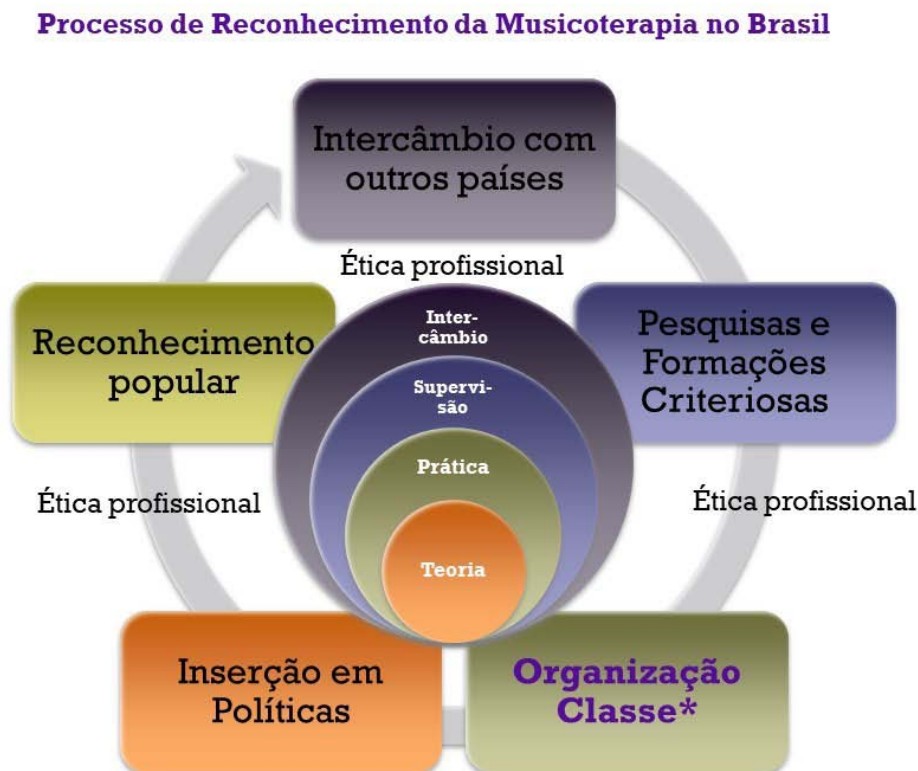 Processo de Reconhecimento da Musicoterapia no Brasil
Intercâmbio com
outros países
Ética profissional
Reconhecimento
popular
Inter-
câmbio
Pesquisas e
Formações
Criteriosas
Supervi-
são
Prática
Ética profissional
Ética profissional
Teoria
Inserção em
Políticas
Organização
Classe*